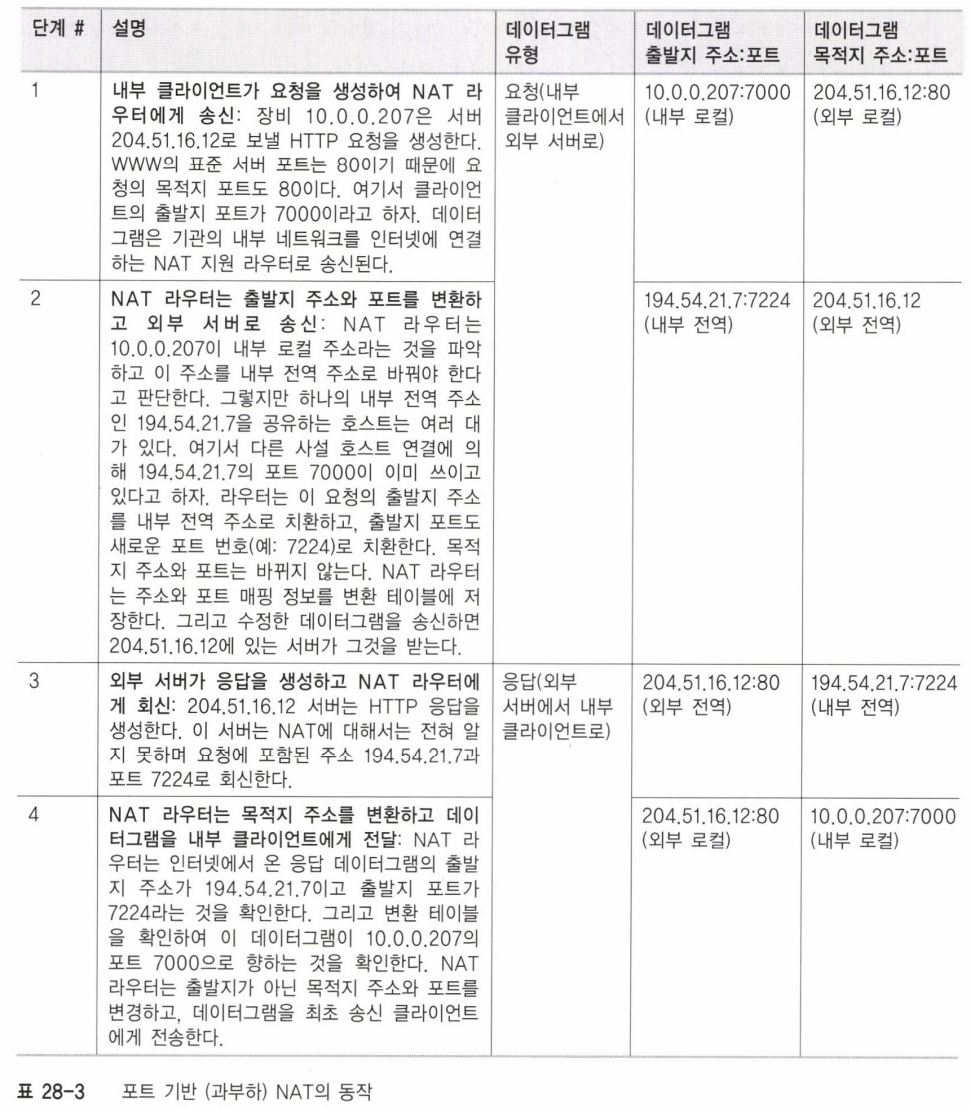 단계 #
설명
데이터그램
유형
데이터그램
출발지 주소:포트
데이터그램
목적지 주소:포트
1
내부 클라이언트가 요청을 생성하여 NAT 라
우터에게 송신: 장비 10.0.0.207은 서버
204.51.16.12로 보낼 HTTP 요청을 생성한다.
WWW의 표준 서버 포트는 80이기 때문에 요
청의 목적지 포트도 80이다. 여기서 클라이언
트의 출발지 포트가 7000이라고 하자. 데이터
그램은 기관의 내부 네트워크를 인터넷에 연결
하는 NAT 지원 라우터로 송신된다.
요청(내부
클라이언트에서
외부 서버로)
10.0.0.207:7000
(내부 로컬)
204.51.16.12:80
(외부 로컬)
2
NAT 라우터는 출발지 주소와 포트를 변환하
고 외부 서버로 송신: NAT 라우터는
10.0.0.207이 내부 로컬 주소라는 것을 파악
하고 이 주소를 내부 전역 주소로 바꿔야 한다
고 판단한다. 그렇지만 하나의 내부 전역 주소
인 194.54.21.7을 공유하는 호스트는 여러 대
가 있다. 여기서 다른 사설 호스트 연결에 의
해 194.54.21.7의 포트 7000이 이미 쓰이고
있다고 하자. 라우터는 이 요청의 출발지 주소
를 내부 전역 주소로 치환하고, 출발지 포트도
새로운 포트 번호(예: 7224)로 치환한다. 목적
지 주소와 포트는 바뀌지 않는다. NAT 라우터
는 주소와 포트 매핑 정보를 변환 테이블에 저
장한다. 그리고 수정한 데이터그램을 송신하면
204.51.16.12에 있는 서버가 그것을 받는다.
194.54.21.7:7224
(내부 전역)
204.51.16.12
(외부 전역)
3
외부 서버가 응답을 생성하고 NAT 라우터에
게 회신: 204.51.16.12 서버는 HTTP 응답을
생성한다. 이 서버는 NAT에 대해서는 전혀 알
지 못하며 요청에 포함된 주소 194.54.21.7과
포트 7224로 회신한다.
응답(외부
서버에서 내부
클라이언트로)
204.51.16.12:80
(외부 전역)
194.54.21.7:7224
(내부 전역)
4
NAT 라우터는 목적지 주소를 변환하고 데이
터그램을 내부 클라이언트에게 전달: NAT 라
우터는 인터넷에서 온 응답 데이터그램의 출발
지 주소가 194.54.21.7이고 출발지 포트가
7224라는 것을 확인한다. 그리고 변환 테이블
을 확인하여 이 데이터그램이 10.0.0.207의
포트 7000으로 향하는 것을 확인한다. NAT
라우터는 출발지가 아닌 목적지 주소와 포트를
변경하고, 데이터그램을 최초 송신 클라이언트
에게 전송한다.
204.51.16.12:80
(외부 로컬)
10.0.0.207:7000
(내부 로컬)
표 28-3 포트 기반 (과부하) NAT의 동작